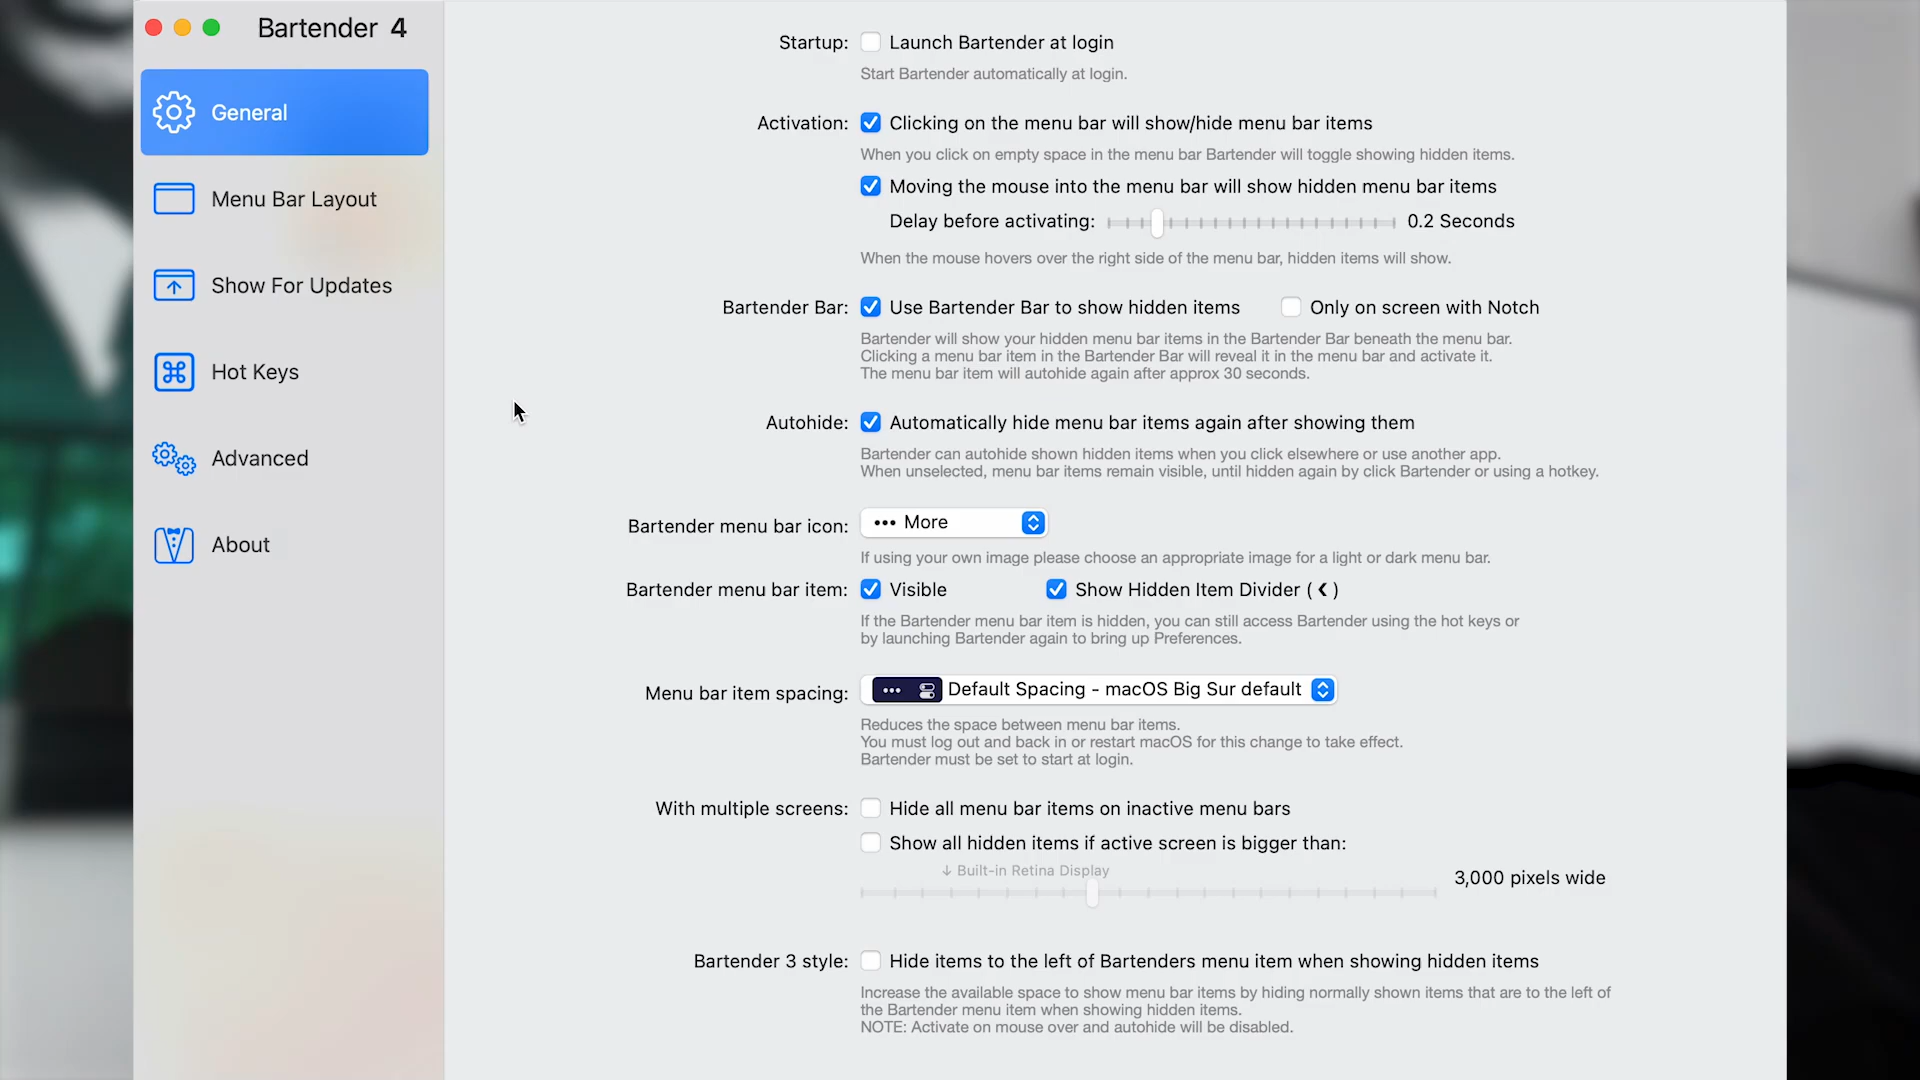 Bartender 4
General
Menu Bar Layout
Show For Updates
Hot Keys
Advanced
About
Startup: Launch Bartender at login
Start Bartender automatically at login.
Activation: Clicking on the menu bar will show/hide menu bar items
When you click on empty space in the menu bar Bartender will toggle showing hidden items.
Moving the mouse into the menu bar will show hidden menu bar items
Delay before activating: 0.2 Seconds
When the mouse hovers over the right side of the menu bar, hidden items will show.
Bartender Bar: Use Bartender Bar to show hidden items Only on screen with Notch
Bartender will show your hidden menu bar items in the Bartender Bar beneath the menu bar.
Clicking a menu bar item in the Bartender Bar will reveal it in the menu bar and activate it.
The menu bar item will autohide again after approx 30 seconds.
Autohide: Automatically hide menu bar items again after showing them
Bartender can autohide shown hidden items when you click elsewhere or use another app.
When unselected, menu bar items remain visible, until hidden again by click Bartender or using a hotkey.
Bartender menu bar icon: ••• More
If using your own image please choose an appropriate image for a light or dark menu bar.
Bartender menu bar item: Visible Show Hidden Item Divider ( ❮ )
If the Bartender menu bar item is hidden, you can still access Bartender using the hot keys or
by launching Bartender again to bring up Preferences.
Menu bar item spacing: Default Spacing - macOS Big Sur default
Reduces the space between menu bar items.
You must log out and back in or restart macOS for this change to take effect.
Bartender must be set to start at login.
With multiple screens: Hide all menu bar items on inactive menu bars
Show all hidden items if active screen is bigger than:
↓ Built-in Retina Display
3,000 pixels wide
Bartender 3 style: Hide items to the left of Bartenders menu item when showing hidden items
Increase the available space to show menu bar items by hiding normally shown items that are to the left of
the Bartender menu item when showing hidden items.
NOTE: Activate on mouse over and autohide will be disabled.